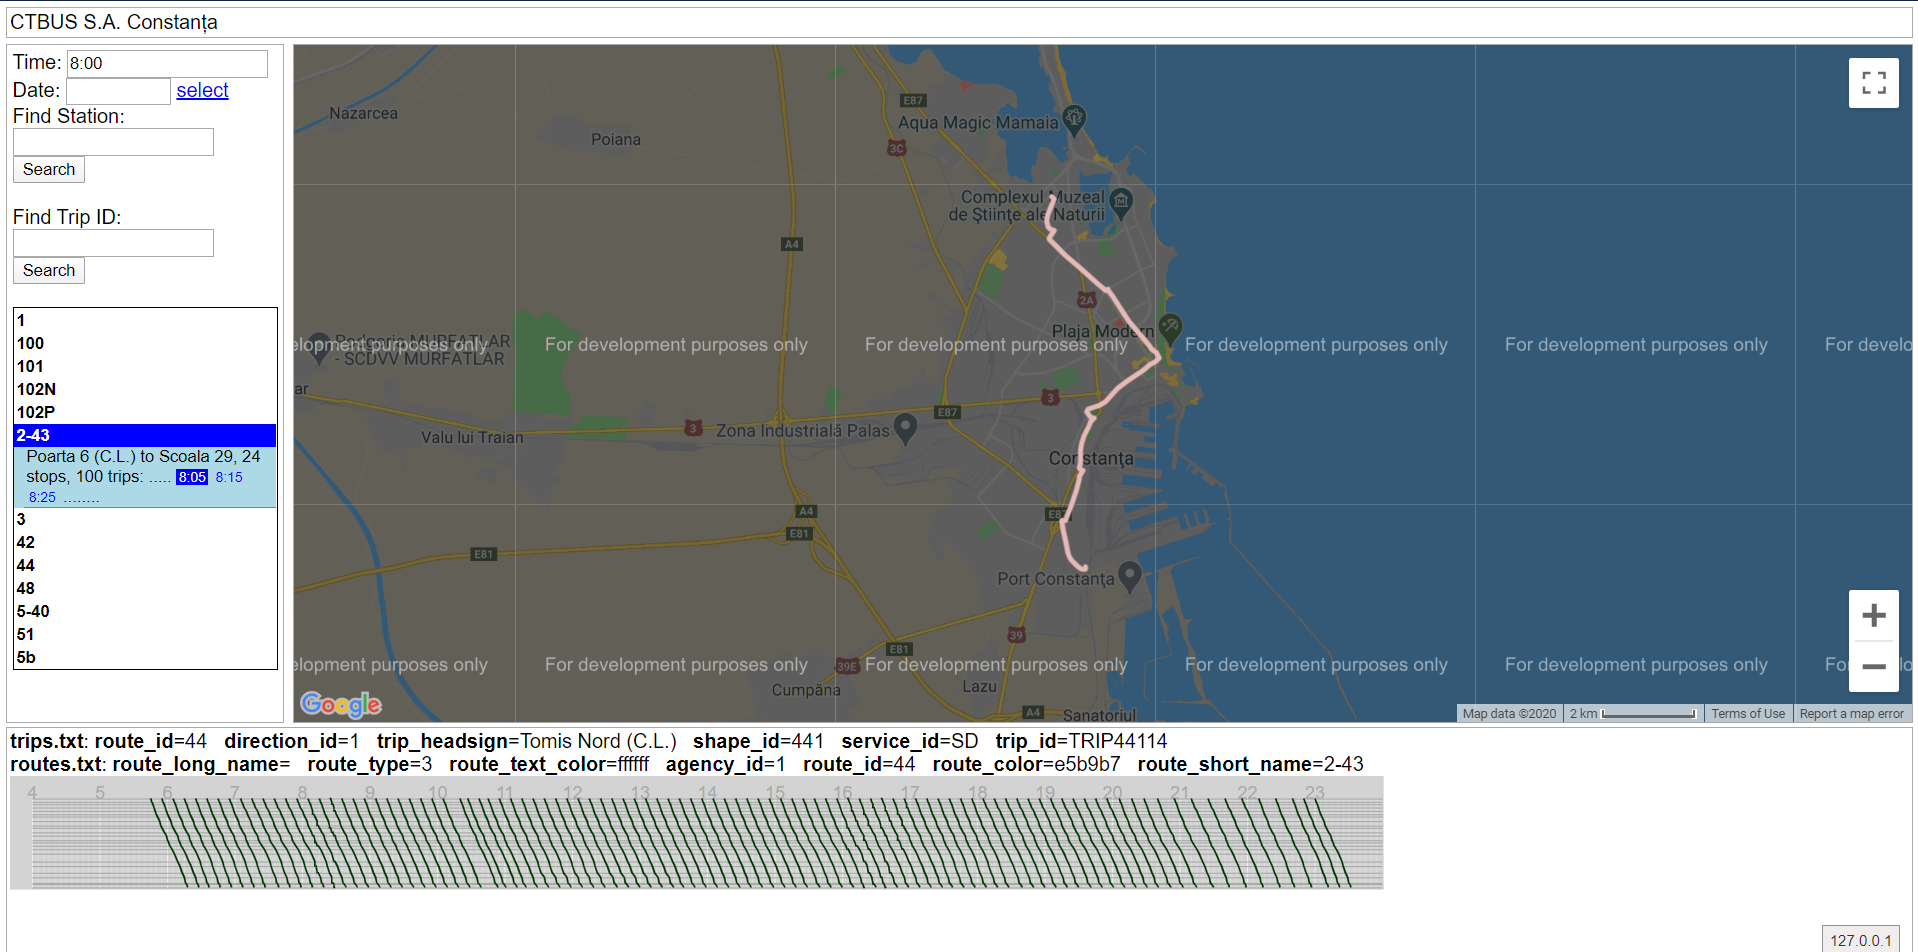 CTBUS S.A. Constanța
Time: 8:00
Date: select
Find Station:
Search
Find Trip ID:
Search
1
100
101
102N
102P
2-43
Poarta 6 (C.L.) to Scoala 29, 24
stops, 100 trips: ..... 8:05 8:15
8:25 ........
3
42
44
48
5-40
51
5b
Nazarcea
Poiana
E87
Aqua Magic Mamaia
3C
Complexul Muzeal
de Ştiinţe ale Naturii
A4
2A
Plaja Modern
Podgoria MURFATLAR
- SCDVV MURFATLAR
elopment purposes only
For development purposes only
For development purposes only
For development purposes only
For development purposes only
For develo
ar
3
E87
3
Valu lui Traian
Zona Industrială Palas
Constanţa
A4
E81
E81
E87
Port Constanţa
39
E81
39E
elopment purposes only
For development purposes only
For development purposes only
For development purposes only
For development purposes only
Fo
lo
Cumpăna
Lazu
A4
Sanatoriul
Google
Map data ©2020 2 km Terms of Use Report a map error
trips.txt: route_id=44 direction_id=1 trip_headsign=Tomis Nord (C.L.) shape_id=441 service_id=SD trip_id=TRIP44114
routes.txt: route_long_name= route_type=3 route_text_color=ffffff agency_id=1 route_id=44 route_color=e5b9b7 route_short_name=2-43
4 5 6 7 8 9 10 11 12 13 14 15 16 17 18 19 20 21 22 23
127.0.0.1